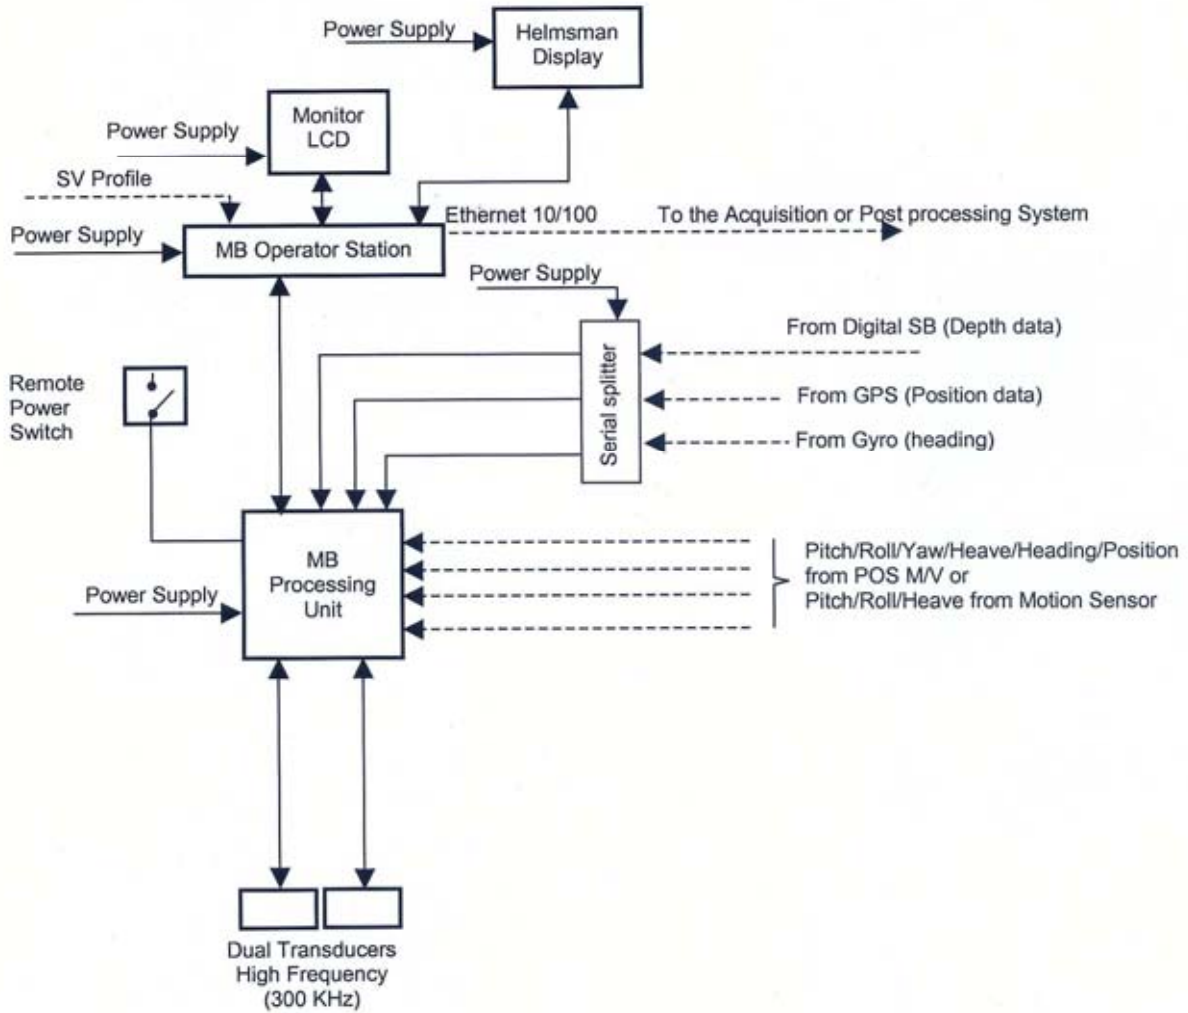 Power Supply
Helmsman
Display
Monitor
LCD
Power Supply
SV Profile
Ethernet 10/100
To the Acquisition or Post processing System
Power Supply
MB Operator Station
Power Supply
From Digital SB (Depth data)
Serial splitter
From GPS (Position data)
From Gyro (heading)
Remote
Power
Switch
MB
Processing
Unit
Power Supply
Pitch/Roll/Yaw/Heave/Heading/Position
from POS M/V or
Pitch/Roll/Heave from Motion Sensor
Dual Transducers
High Frequency
(300 KHz)